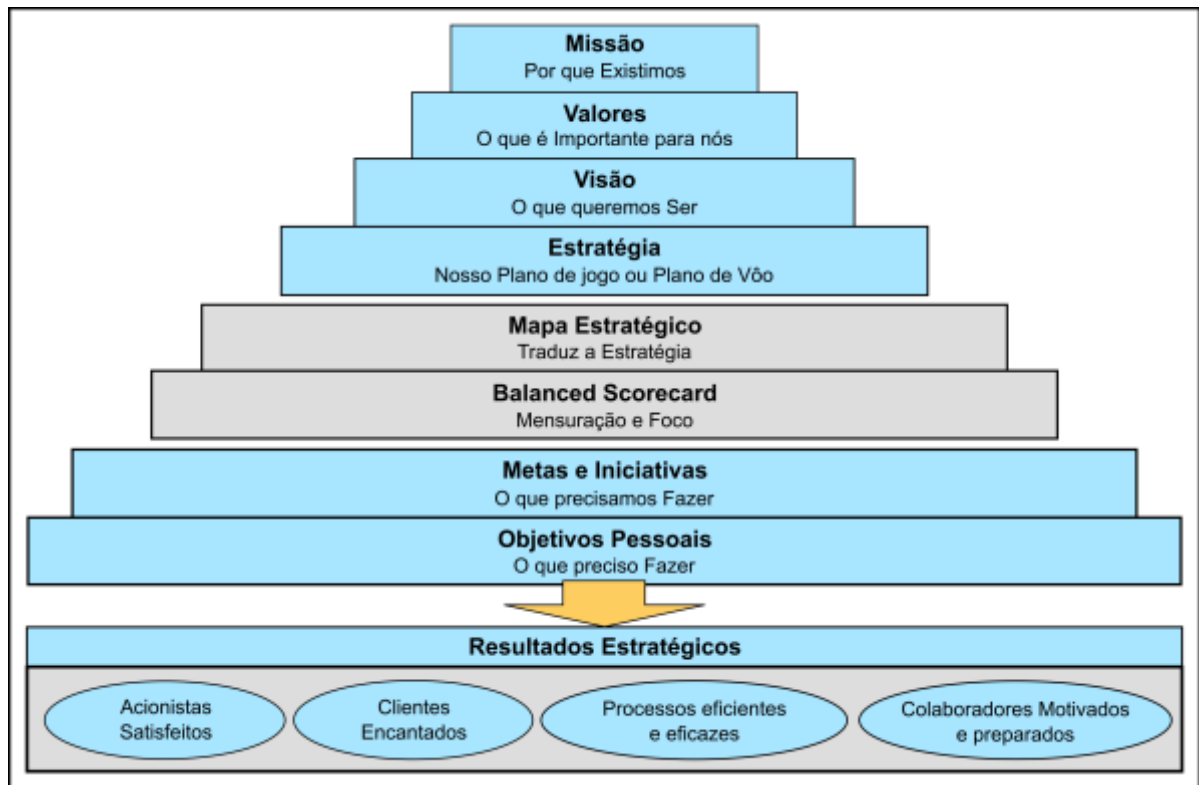 Missão
Por que Existimos
Valores
O que é Importante para nós
Visão
O que queremos Ser
Estratégia
Nosso Plano de jogo ou Plano de Vôo
Mapa Estratégico
Traduz a Estratégia
Balanced Scorecard
Mensuração e Foco
Metas e Iniciativas
O que precisamos Fazer
Objetivos Pessoais
O que preciso Fazer
Resultados Estratégicos
Acionistas
Satisfeitos
Clientes
Encantados
Processos eficientes
e eficazes
Colaboradores Motivados
e preparados